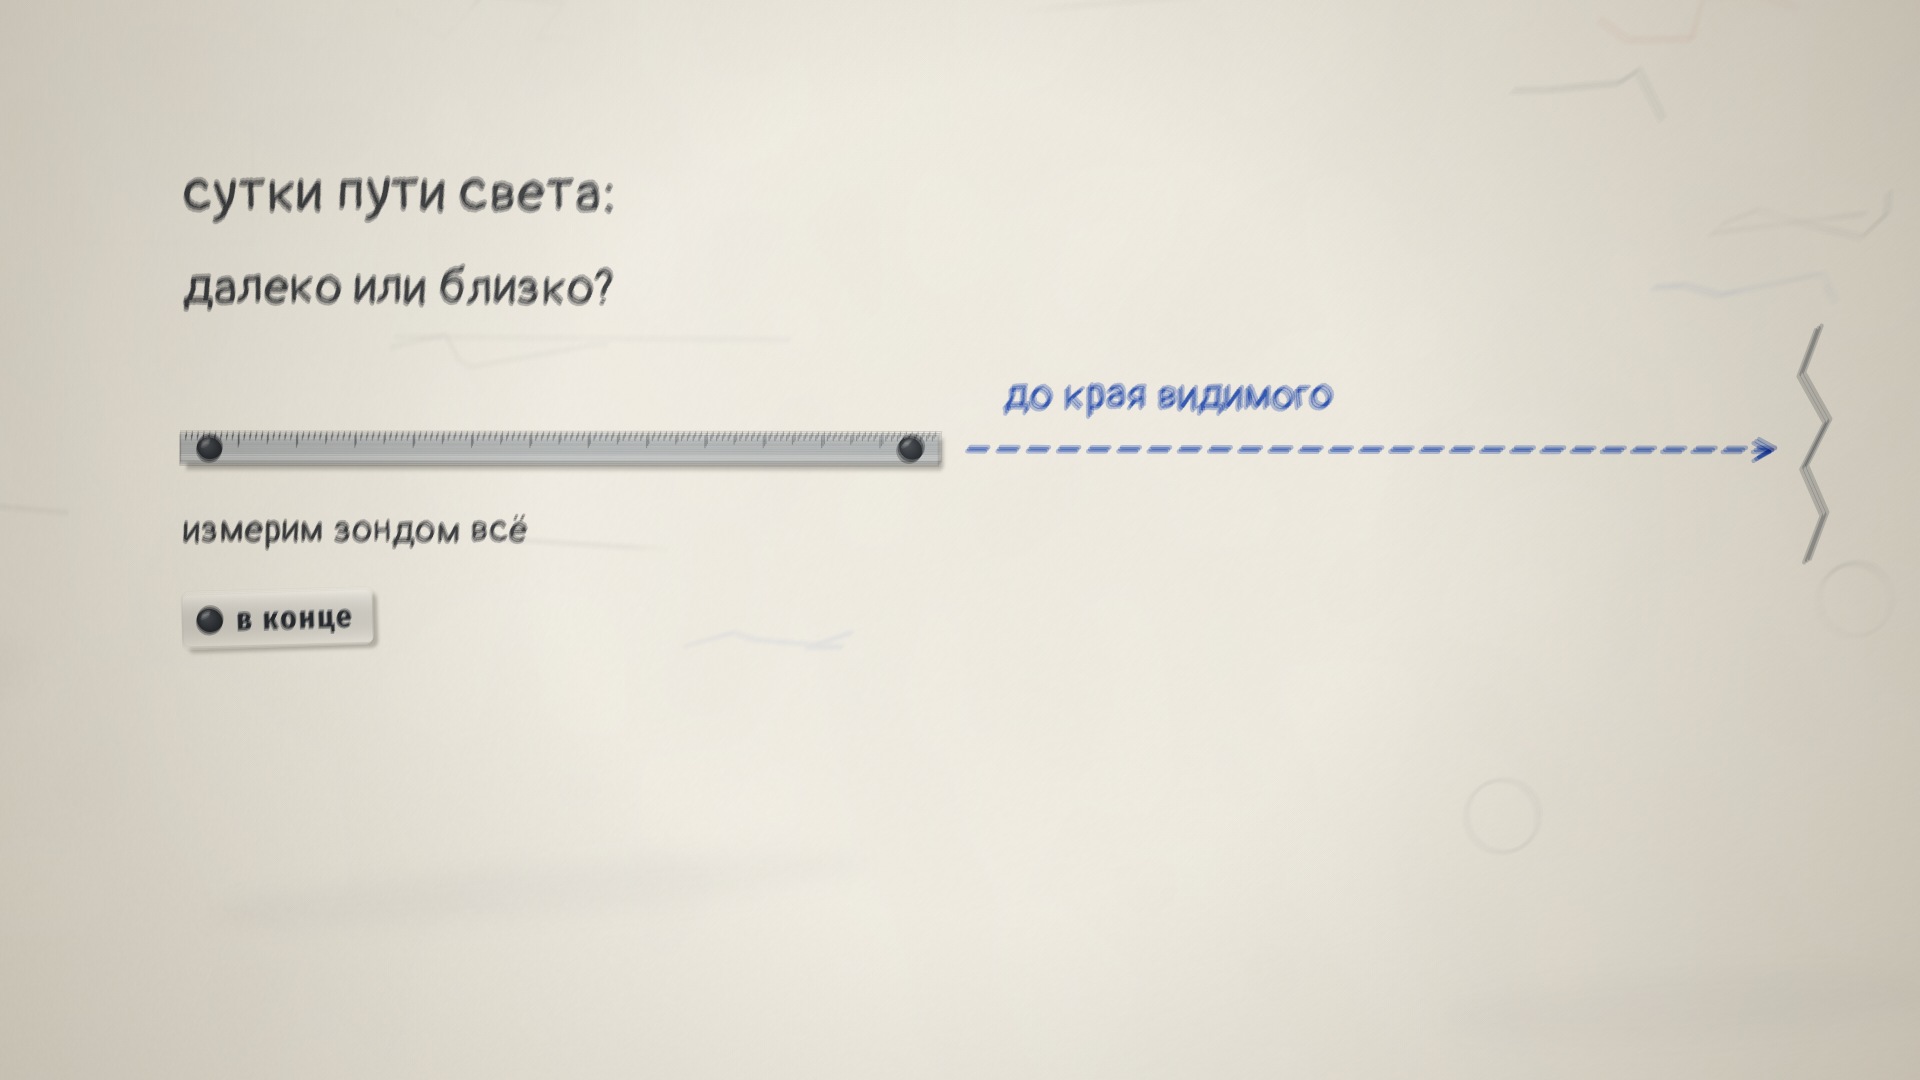 сутки пути света:
далеко или близко?
до края видимого
измерим зондом всё
в конце